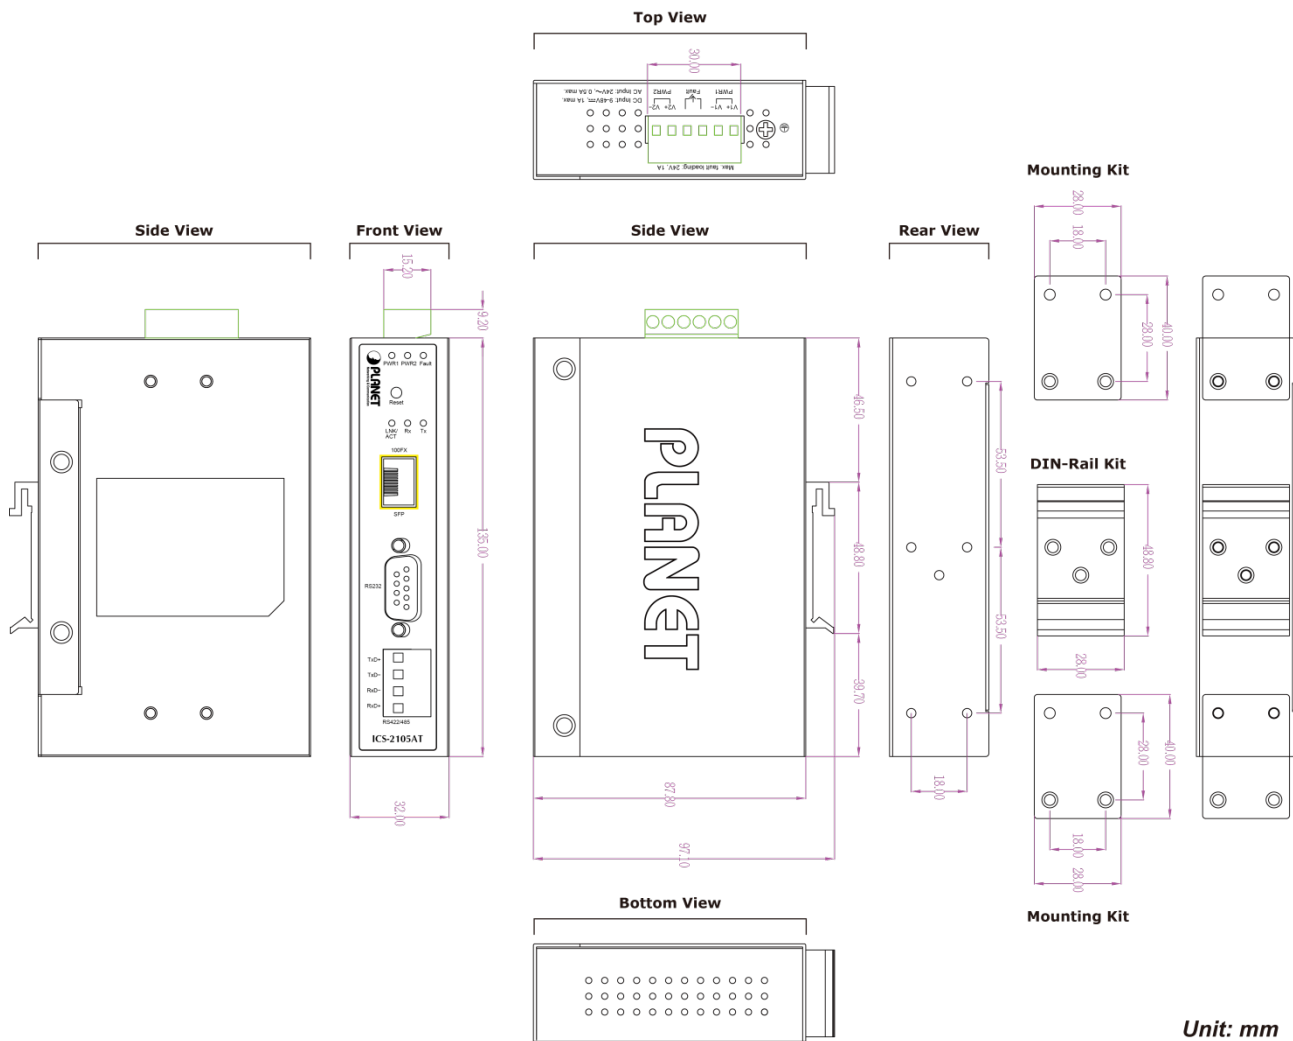 Top View
30.00
AC Input: 24V~, 0.5A
DC Input: 9-48V⎓, 1A max.
PWR2 Fault PWR1
V2- V2+ V1- V1+
Max. fault loading: 24V, 1A
Mounting Kit
28.00
18.00
28.00
40.00
Side View
Front View
Side View
Rear View
15.20
9.20
PWR1 PWR2 Fault
PLANET
Reset
LNK/
ACT
Rx
Tx
100FX
SFP
135.00
RS232
TxD+
TxD-
RxD-
RxD+
RS422/485
ICS-2105AT
32.00
PLANET
46.50
48.80
39.70
87.80
97.10
53.50
53.50
18.00
DIN-Rail Kit
48.80
28.00
28.00
40.00
18.00
28.00
Mounting Kit
Bottom View
Unit: mm